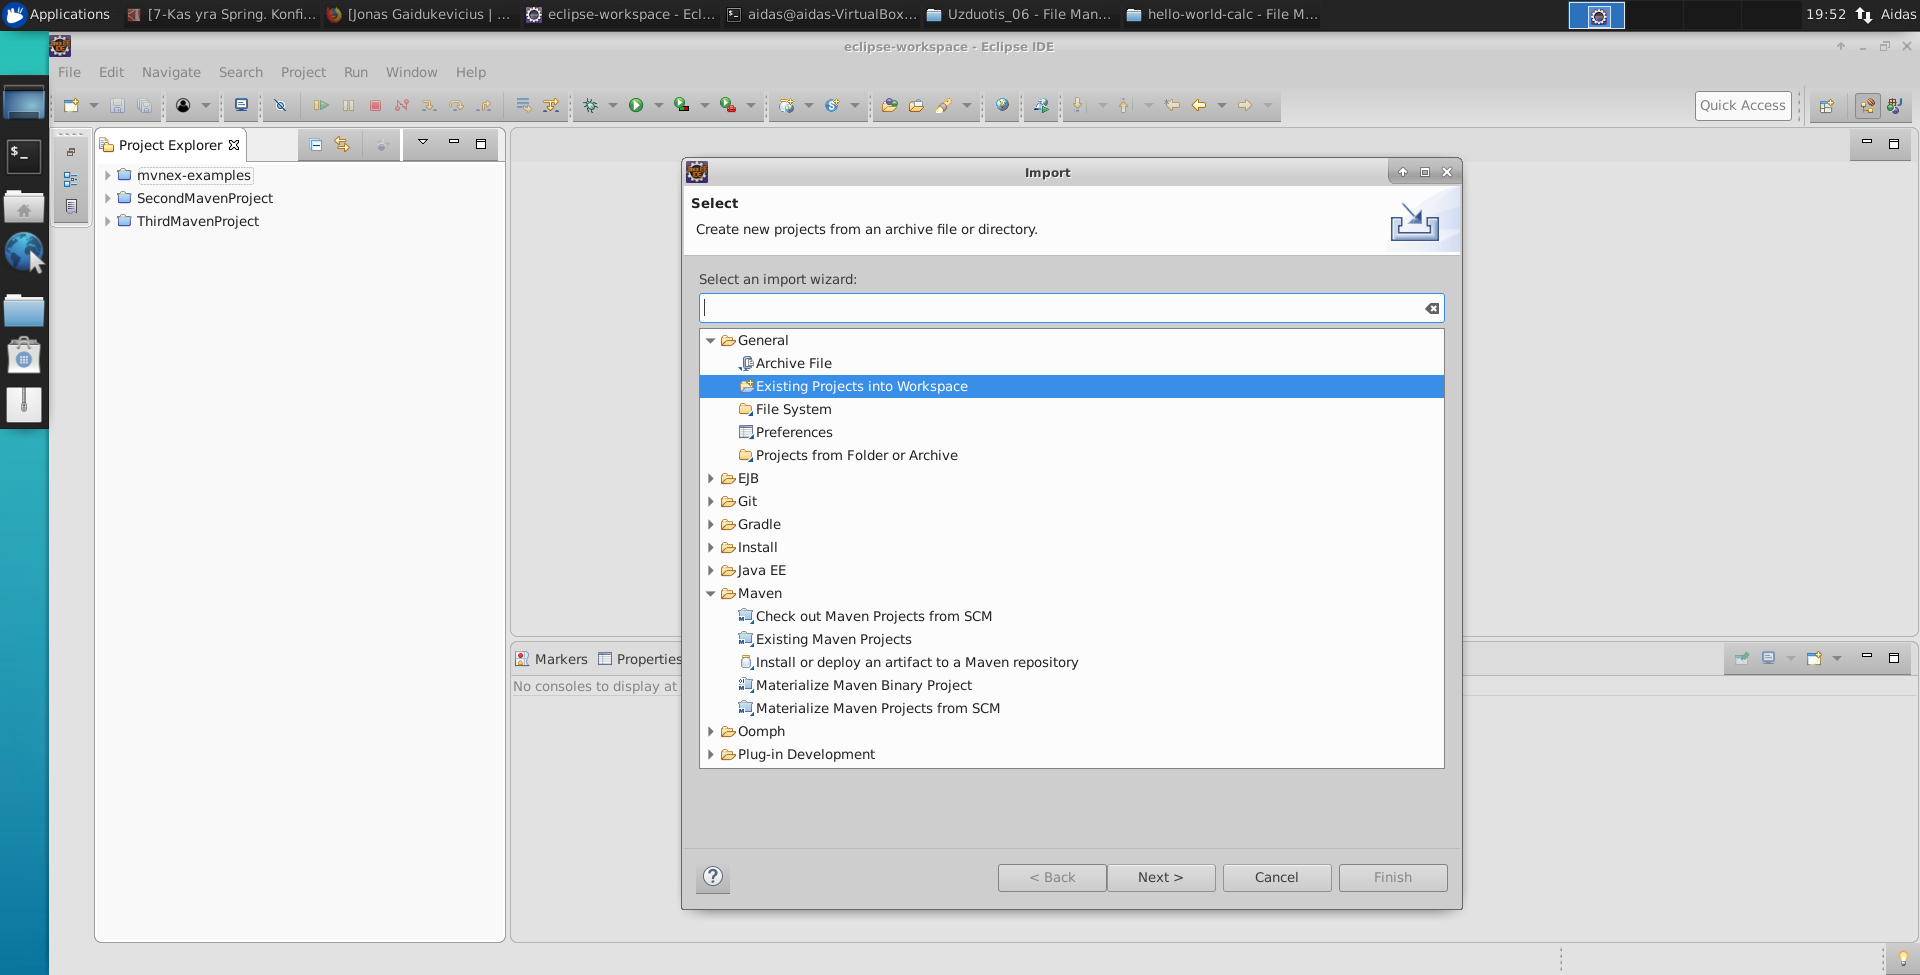 Applications
[7-Kas yra Spring. Konfi...
[Jonas Gaidukevicius | ...
eclipse-workspace - Ecl...
aidas@aidas-VirtualBox...
Uzduotis_06 - File Man...
hello-world-calc - File M...
19:52
Aidas
eclipse-workspace - Eclipse IDE
File Edit Navigate Search Project Run Window Help
Quick Access
Project Explorer
mvnex-examples
SecondMavenProject
ThirdMavenProject
Import
Select
Create new projects from an archive file or directory.
Select an import wizard:
General
Archive File
Existing Projects into Workspace
File System
Preferences
Projects from Folder or Archive
EJB
Git
Gradle
Install
Java EE
Maven
Check out Maven Projects from SCM
Existing Maven Projects
Install or deploy an artifact to a Maven repository
Materialize Maven Binary Project
Materialize Maven Projects from SCM
Oomph
Plug-in Development
< Back
Next >
Cancel
Finish
Markers
Properties
No consoles to display at